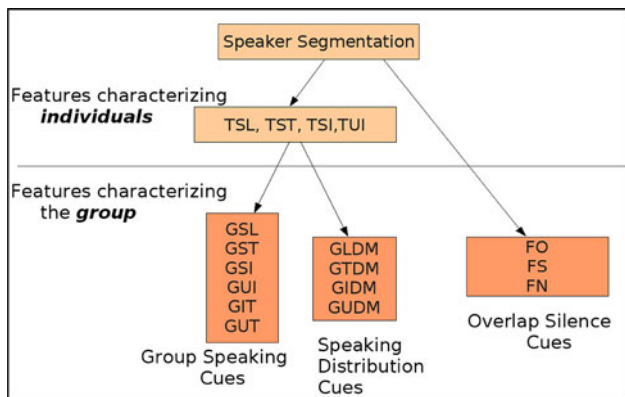 Speaker Segmentation
Features characterizing
individuals
TSL, TST, TSI,TUI
Features characterizing
the group
GSL
GST
GSI
GUI
GIT
GUT
Group Speaking
Cues
GLDM
GTDM
GIDM
GUDM
Speaking
Distribution
Cues
FO
FS
FN
Overlap Silence
Cues